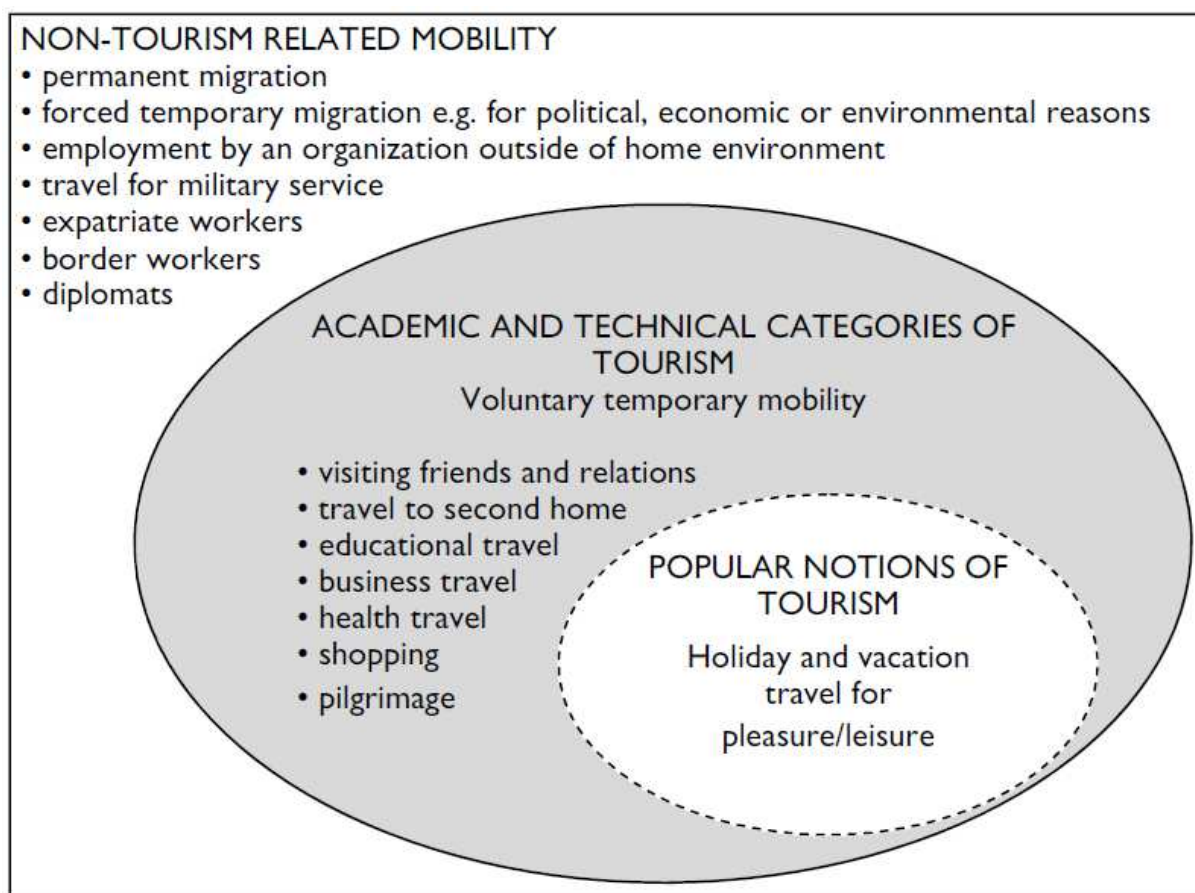 NON-TOURISM RELATED MOBILITY
• permanent migration
• forced temporary migration e.g. for political, economic or environmental reasons
• employment by an organization outside of home environment
• travel for military service
• expatriate workers
• border workers
• diplomats
ACADEMIC AND TECHNICAL CATEGORIES OF
TOURISM
Voluntary temporary mobility
• visiting friends and relations
• travel to second home
• educational travel
• business travel
• health travel
• shopping
• pilgrimage
POPULAR NOTIONS OF
TOURISM
Holiday and vacation
travel for
pleasure/leisure